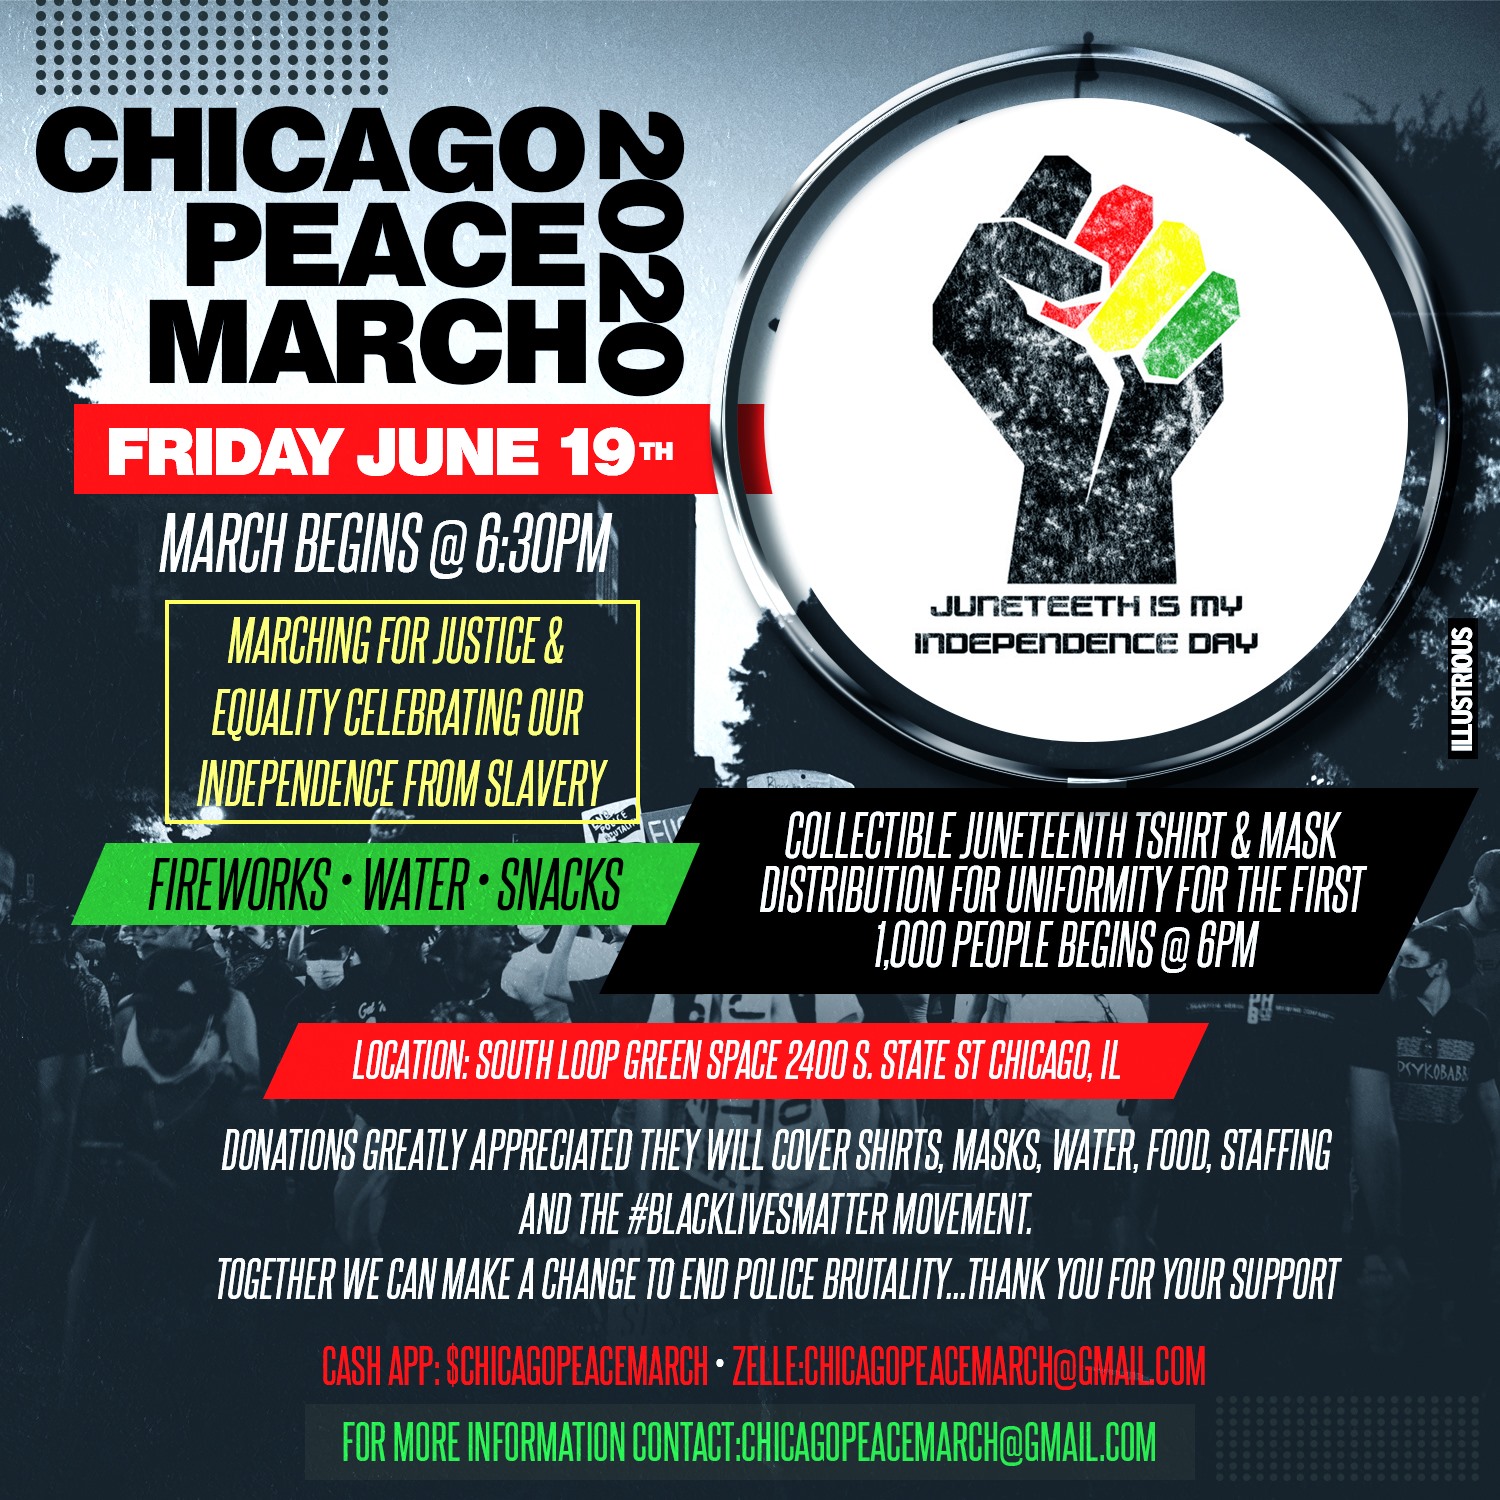 CHICAGO
PEACE
MARCH
2020
FRIDAY JUNE 19TH
MARCH BEGINS @ 6:30PM
MARCHING FOR JUSTICE &
EQUALITY CELEBRATING OUR
INDEPENDENCE FROM SLAVERY
FIREWORKS • WATER • SNACKS
JUNETEETH IS MY
INDEPENDENCE DAY
ILLUSTRIOUS
COLLECTIBLE JUNETEENTH TSHIRT & MASK
DISTRIBUTION FOR UNIFORMITY FOR THE FIRST
1,000 PEOPLE BEGINS @ 6PM
LOCATION: SOUTH LOOP GREEN SPACE 2400 S. STATE ST CHICAGO, IL
DONATIONS GREATLY APPRECIATED THEY WILL COVER SHIRTS, MASKS, WATER, FOOD, STAFFING
AND THE #BLACKLIVESMATTER MOVEMENT.
TOGETHER WE CAN MAKE A CHANGE TO END POLICE BRUTALITY...THANK YOU FOR YOUR SUPPORT
CASH APP: $CHICAGOPEACEMARCH • ZELLE:CHICAGOPEACEMARCH@GMAIL.COM
FOR MORE INFORMATION CONTACT:CHICAGOPEACEMARCH@GMAIL.COM